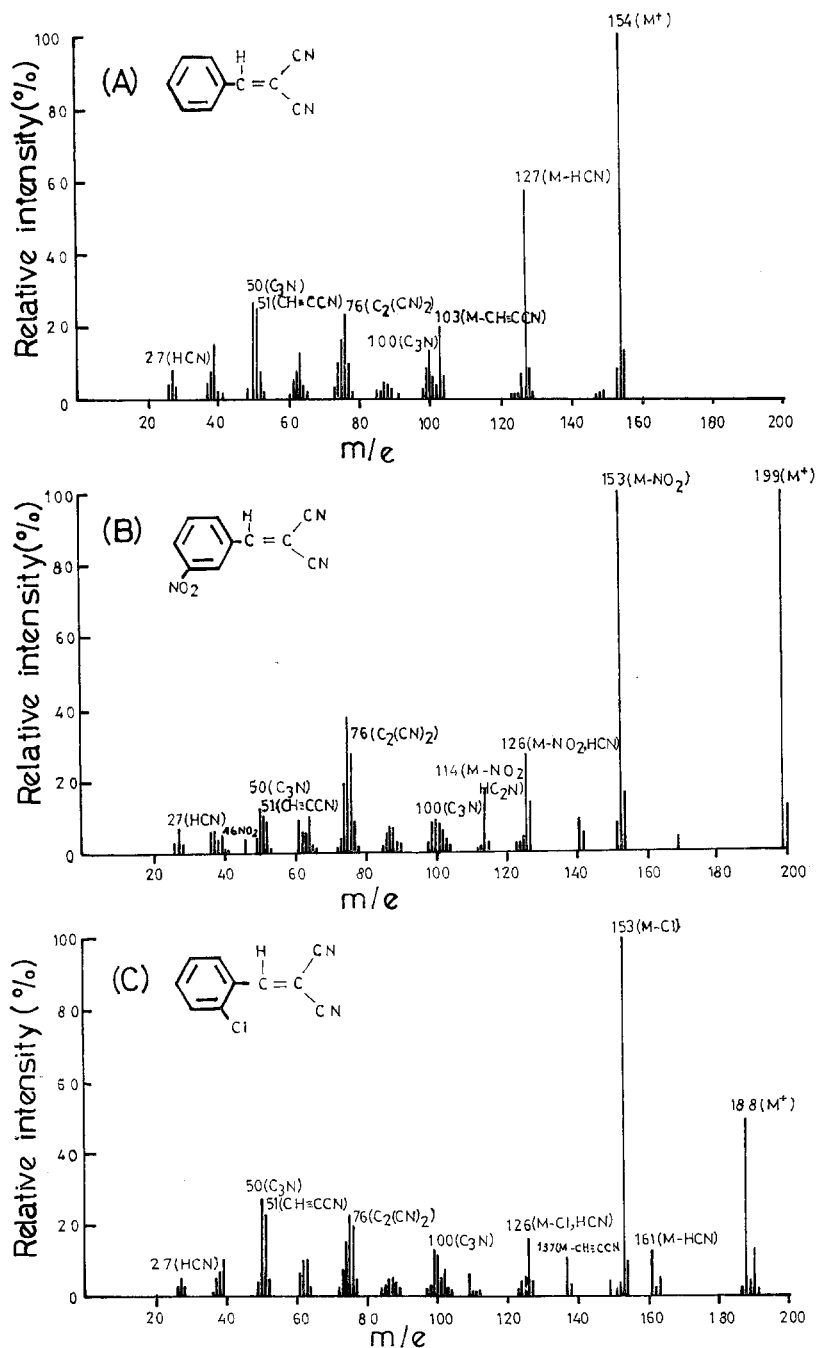 Relative intensity(%)
100
80
60
40
20
0
(A)
H
C = C
CN
CN
154(M+)
127(M-HCN)
50(C3N)
51(CH≡CCN)
76(C2(CN)2)
103(M-CH≡CCN)
100(C3N)
27(HCN)
20 40 60 80 100 120 140 160 180 200
m/e
Relative intensity(%)
100
80
60
40
20
0
(B)
H
C = C
CN
CN
NO2
153(M-NO2)
199(M+)
76(C2(CN)2)
126(M-NO2,HCN)
114(M-NO2
HC2N)
50(C3N)
51(CH≡CCN)
100(C3N)
27(HCN)
46NO2
20 40 60 80 100 120 140 160 180 200
m/e
Relative intensity(%)
100
80
60
40
20
0
(C)
H
C = C
CN
CN
Cl
153(M-Cl)
188(M+)
50(C3N)
51(CH≡CCN)
76(C2(CN)2)
126(M-Cl,HCN)
100(C3N)
137(M-CH≡CCN
161(M-HCN)
27(HCN)
20 40 60 80 100 120 140 160 180 200
m/e